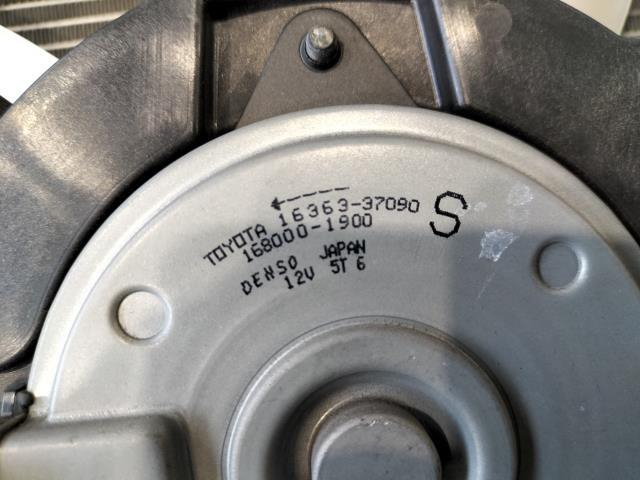 TOYOTA 16363-37090 S
168000-1900
DENSO JAPAN
12V 5T 6